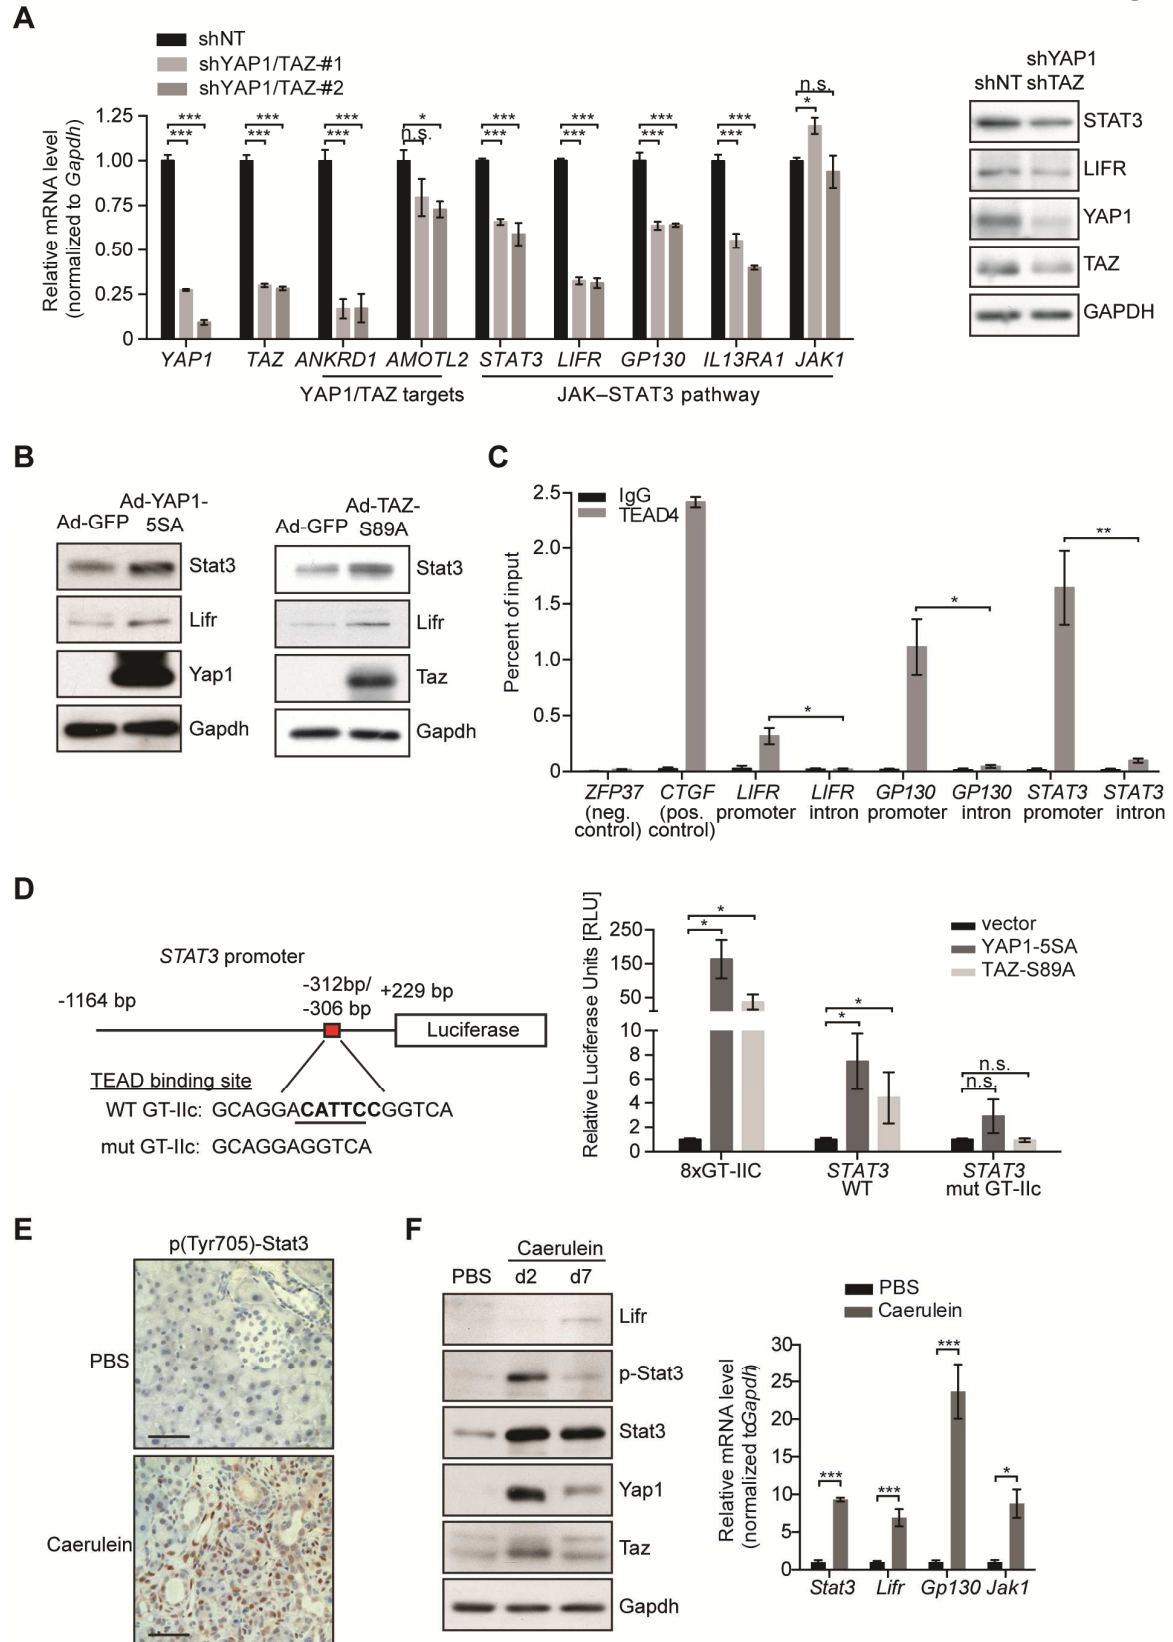 A
shNT
shYAP1/TAZ-#1
shYAP1/TAZ-#2
Relative mRNA level
(normalized to Gapdh)
1.25
1.00
0.75
0.50
0.25
0
*** *** *** * *** *** *** *** n.s.
*** *** *** n.s. *** *** *** *** *
YAP1 TAZ ANKRD1 AMOTL2 STAT3 LIFR GP130 IL13RA1 JAK1
YAP1/TAZ targets JAK–STAT3 pathway
shYAP1
shNT shTAZ
STAT3
LIFR
YAP1
TAZ
GAPDH
B
Ad-YAP1-
Ad-GFP 5SA
Stat3
Lifr
Yap1
Gapdh
Ad-TAZ-
Ad-GFP S89A
Stat3
Lifr
Taz
Gapdh
C
IgG
TEAD4
Percent of input
2.5
2.0
1.5
1.0
0.5
0
* * **
ZFP37 CTGF LIFR LIFR GP130 GP130 STAT3 STAT3
(neg. (pos. promoter intron promoter intron promoter intron
control) control)
D
STAT3 promoter
-312bp/
-306 bp
-1164 bp
+229 bp
Luciferase
TEAD binding site
WT GT-IIc: GCAGGACATTCCGGTCA
mut GT-IIc: GCAGGAGGTCA
Relative Luciferase Units [RLU]
250
150
50
10
8
6
4
2
0
* * n.s.
* * n.s.
vector
YAP1-5SA
TAZ-S89A
8xGT-IIC STAT3 STAT3
WT mut GT-IIc
E
p(Tyr705)-Stat3
PBS
Caerulein
F
Caerulein
PBS d2 d7
Lifr
p-Stat3
Stat3
Yap1
Taz
Gapdh
PBS
Caerulein
Relative mRNA level
(normalized toGapdh)
30
25
20
15
10
5
0
*** *** *** *
Stat3 Lifr Gp130 Jak1